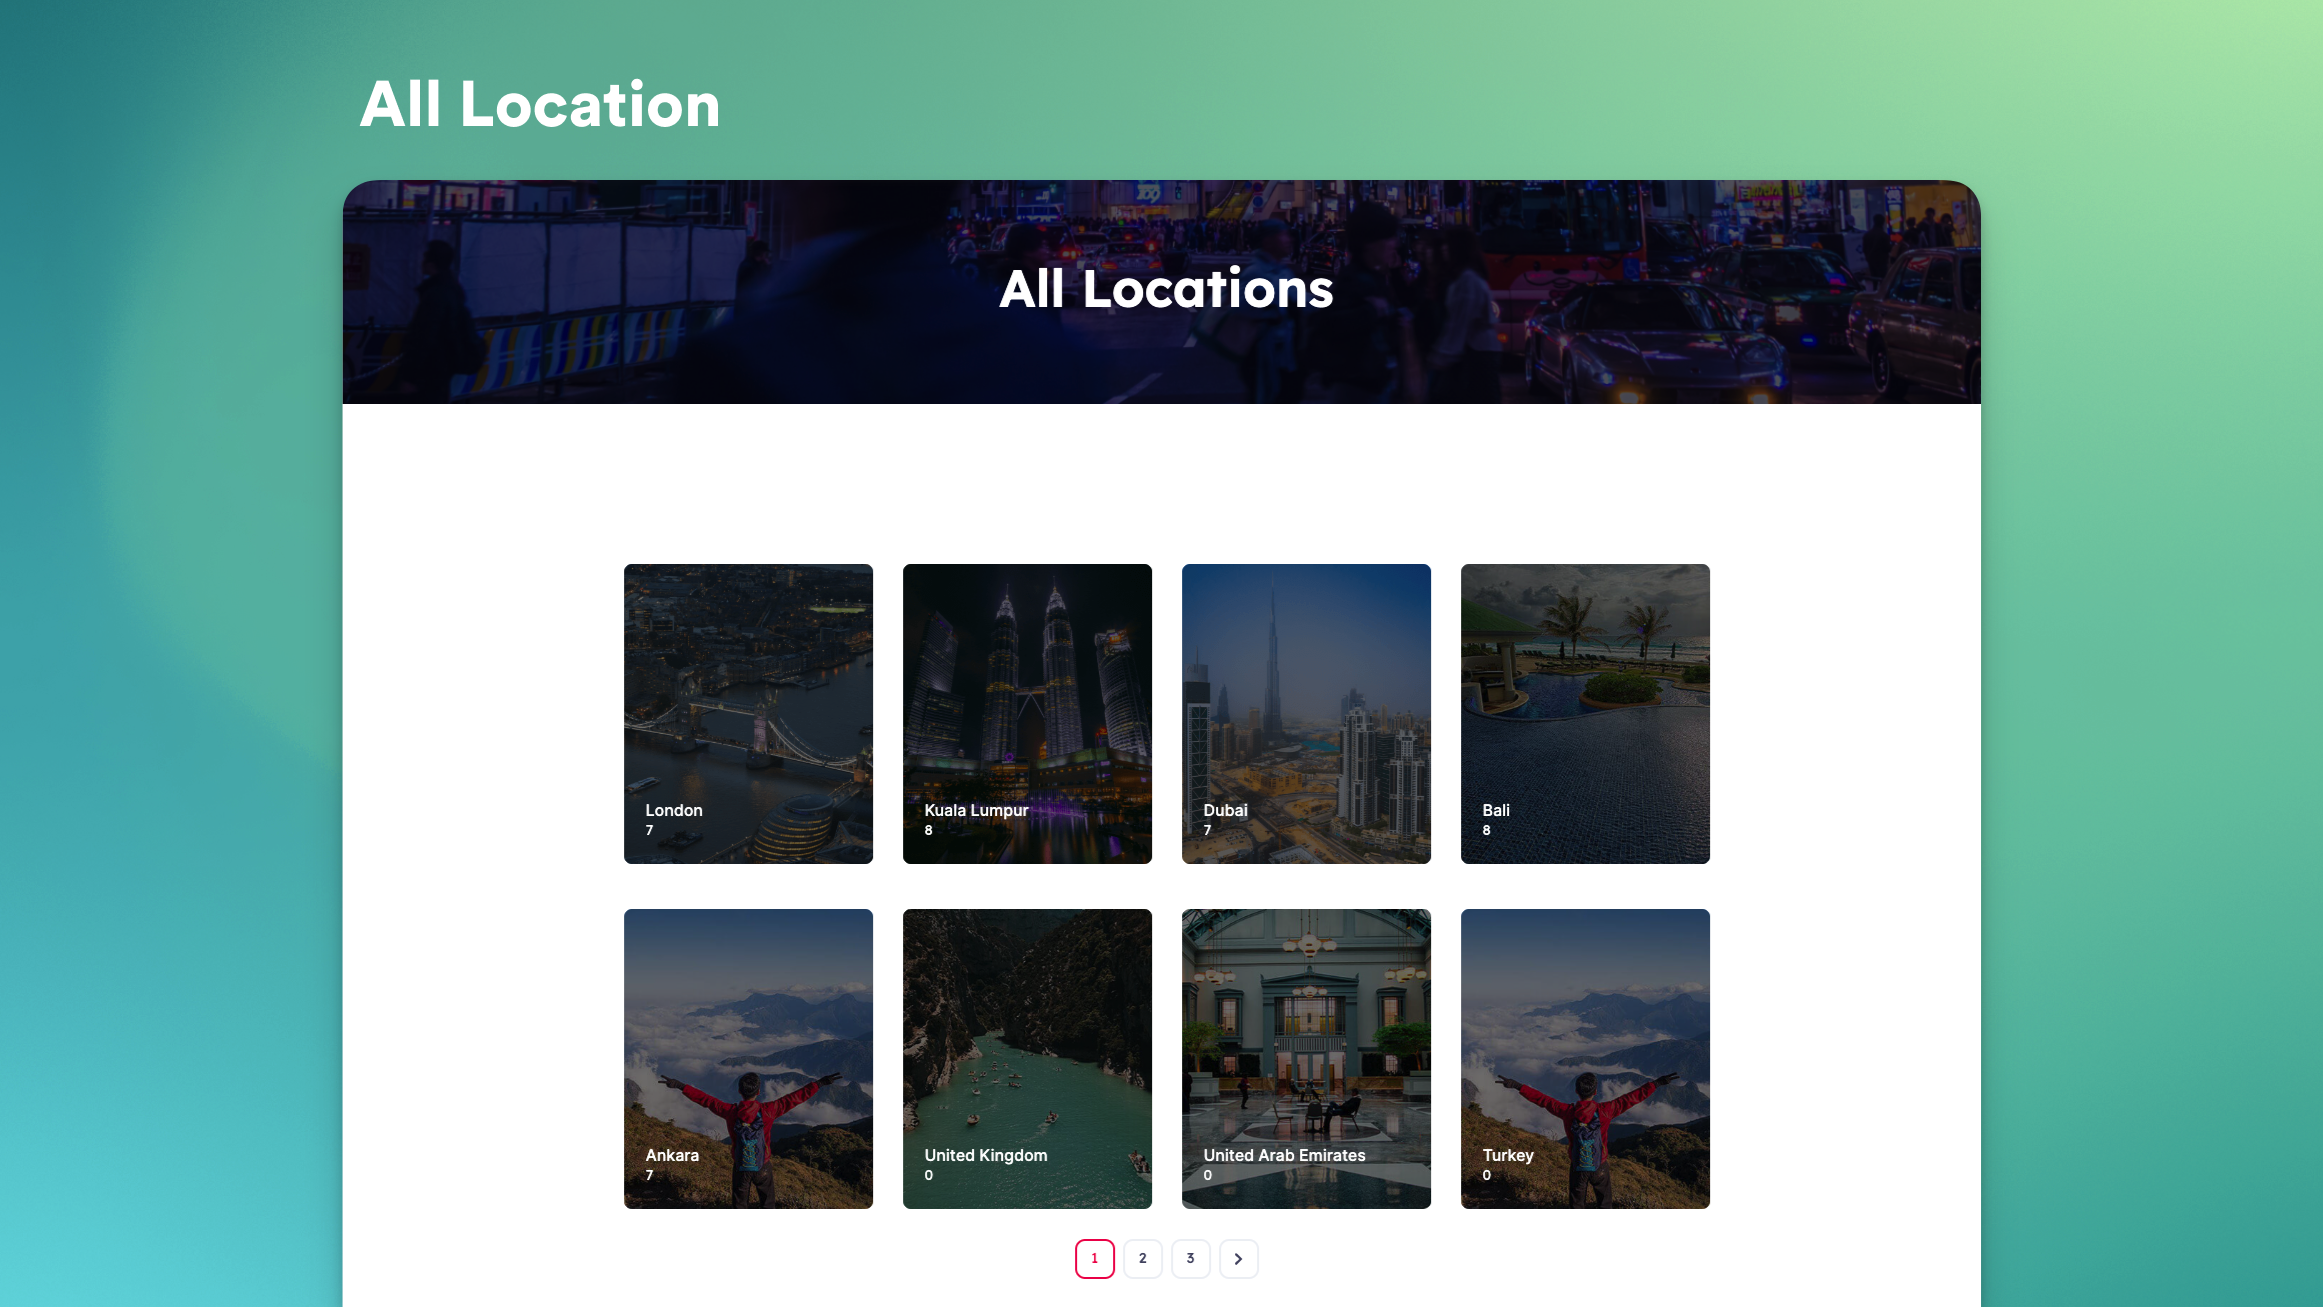 All Location
109
All Locations
London
7
Kuala Lumpur
8
Dubai
7
Bali
8
Ankara
7
United Kingdom
0
United Arab Emirates
0
Turkey
0
1 2 3